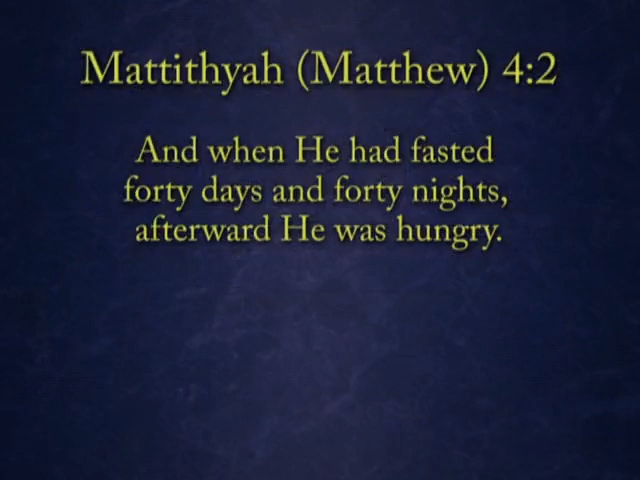 Mattithyah (Matthew) 4:2
And when He had fasted
forty days and forty nights,
afterward He was hungry.